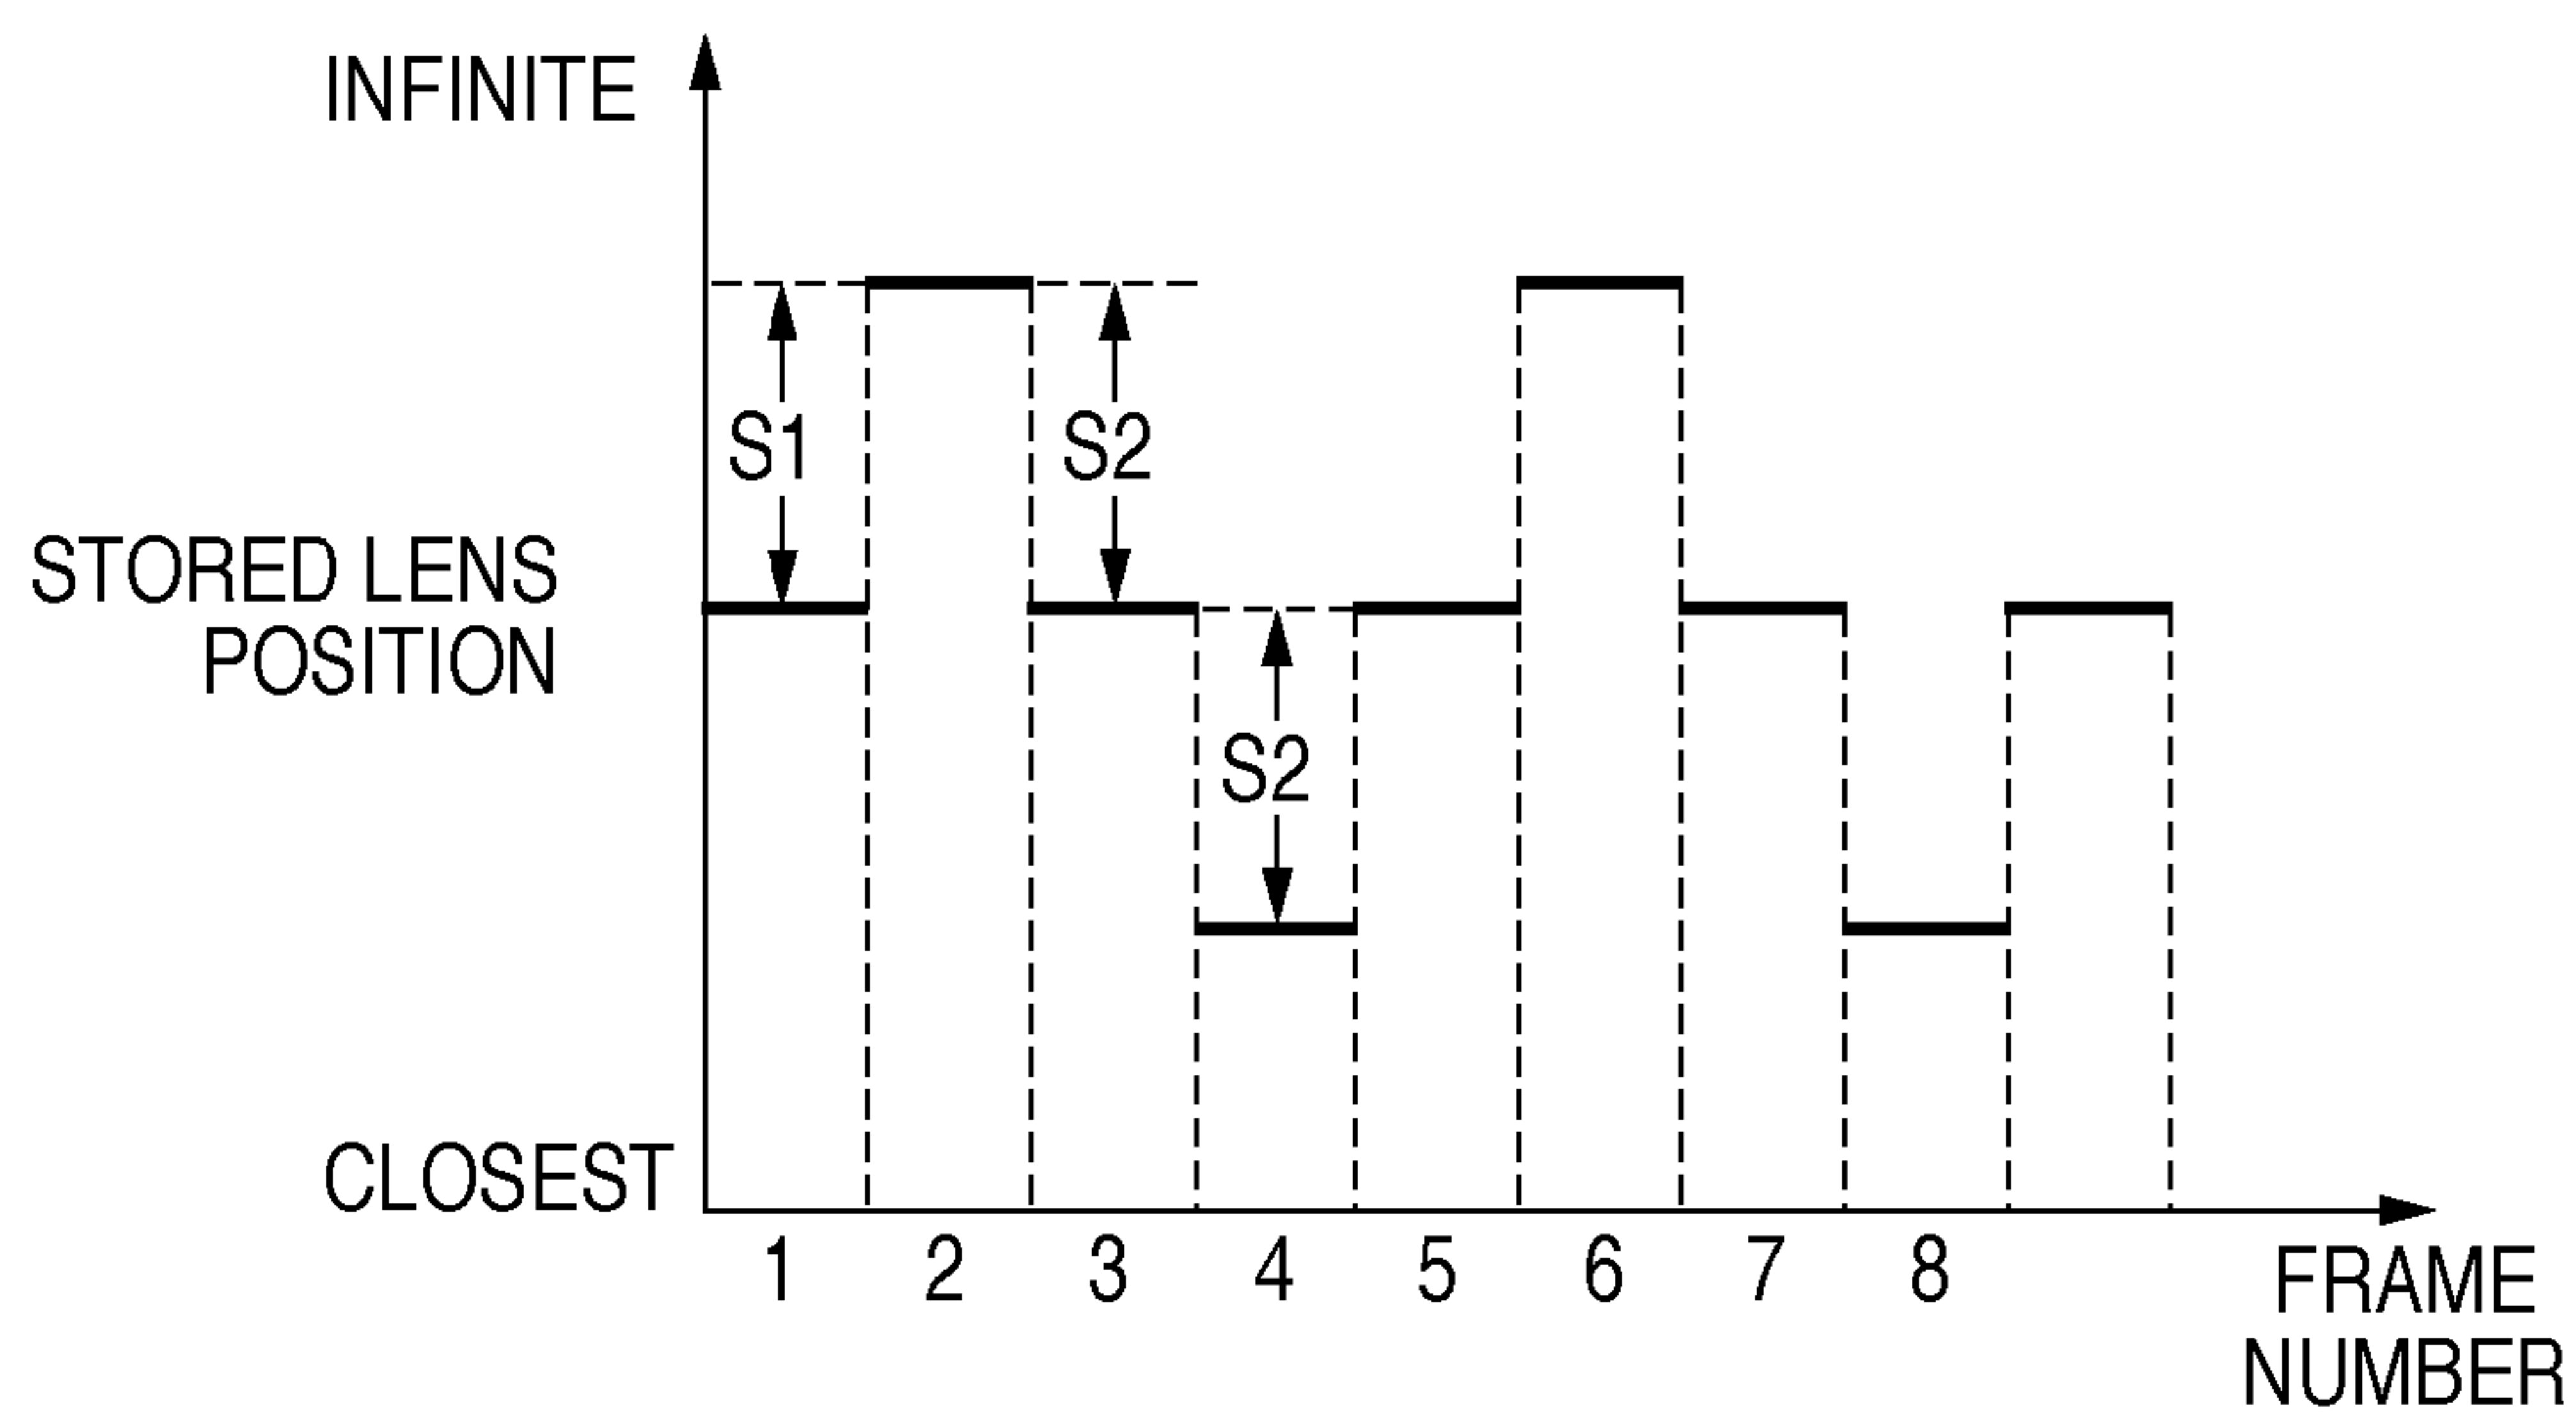 INFINITE
S1
S2
STORED LENS
POSITION
S2
CLOSEST
1 2 3 4 5 6 7 8
FRAME
NUMBER